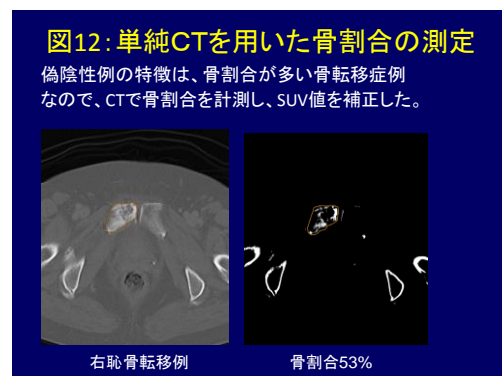 図12：単純CTを用いた骨割合の測定
偽陰性例の特徴は、骨割合が多い骨転移症例
なので、CTで骨割合を計測し、SUV値を補正した。
右恥骨転移例
骨割合53%